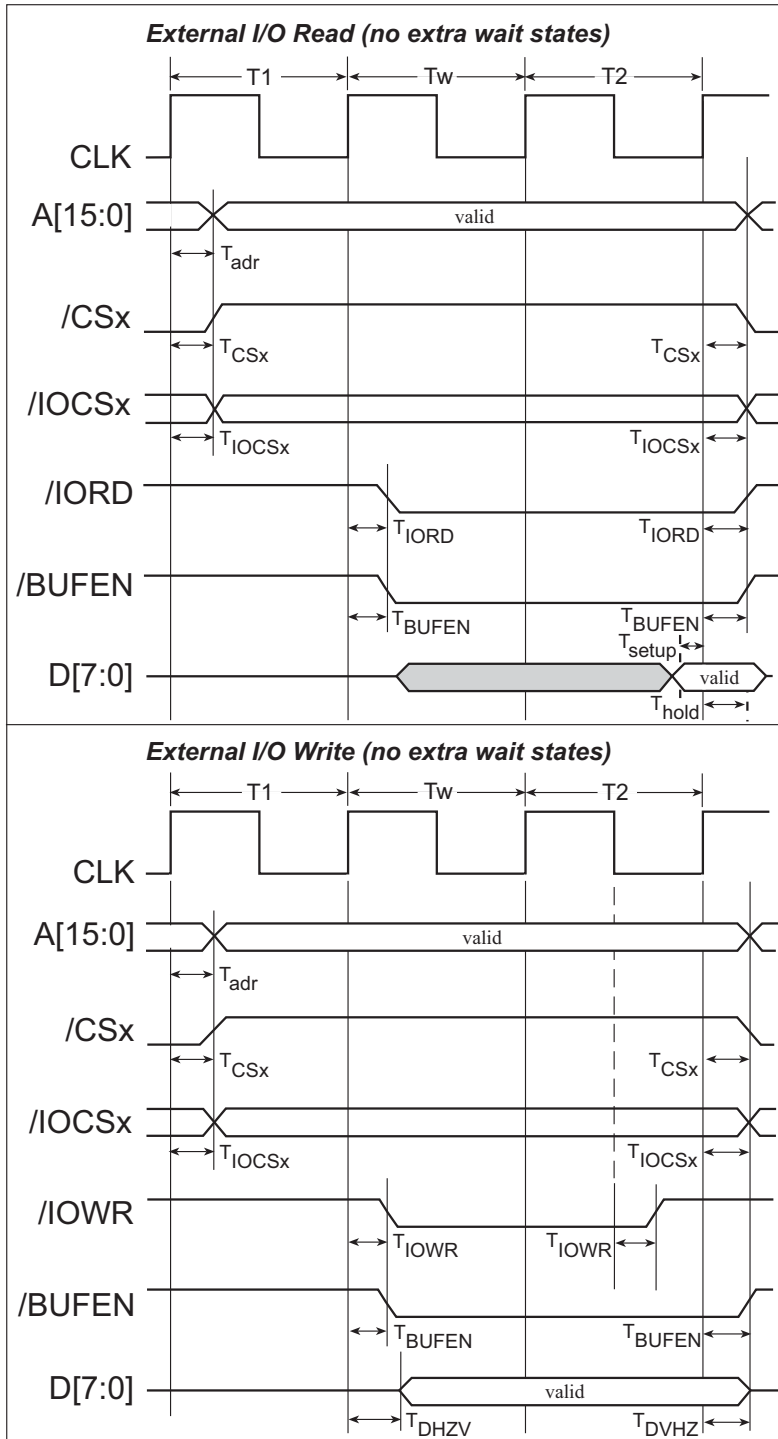 External I/O Read (no extra wait states)
T1 Tw T2
CLK
A[15:0] valid
Tadr
/CSx
TCSx TCSx
/IOCSx
TIOCSx TIOCSx
/IORD
TIORD TIORD
/BUFEN
TBUFEN TBUFEN
Tsetup
D[7:0] valid
Thold
External I/O Write (no extra wait states)
T1 Tw T2
CLK
A[15:0] valid
Tadr
/CSx
TCSx TCSx
/IOCSx
TIOCSx TIOCSx
/IOWR
TIOWR TIOWR
/BUFEN
TBUFEN TBUFEN
D[7:0] valid
TDHZV TDVHZ